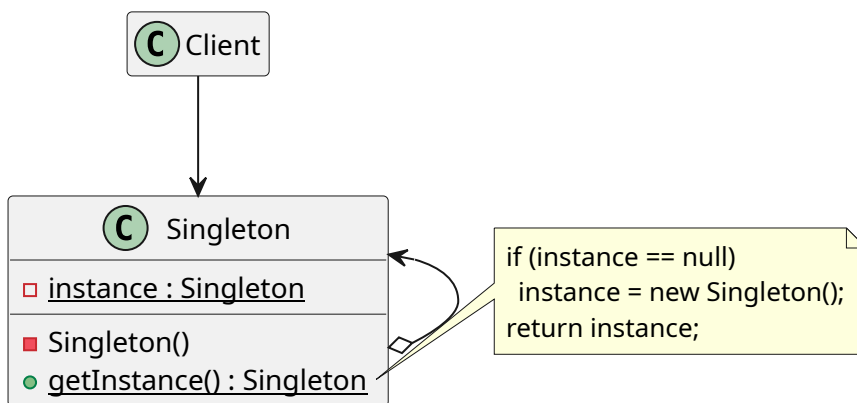 C Client
C Singleton
instance : Singleton
Singleton()
getInstance() : Singleton
if (instance == null)
instance = new Singleton();
return instance;